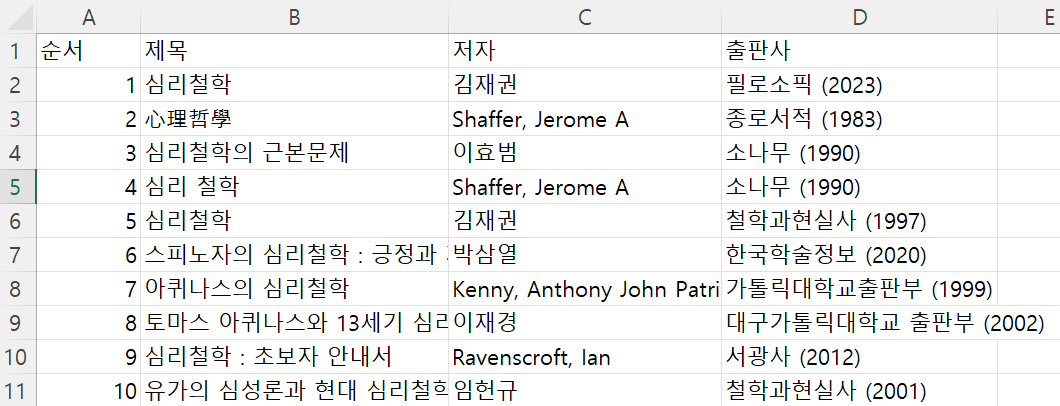 A B C D E
1 순서 제목 저자 출판사
2 1 심리철학 김재권 필로소픽 (2023)
3 2 心理哲學 Shaffer, Jerome A 종로서적 (1983)
4 3 심리철학의 근본문제 이효범 소나무 (1990)
5 4 심리 철학 Shaffer, Jerome A 소나무 (1990)
6 5 심리철학 김재권 철학과현실사 (1997)
7 6 스피노자의 심리철학 : 긍정과 박삼열 한국학술정보 (2020)
8 7 아퀴나스의 심리철학 Kenny, Anthony John Patri 가톨릭대학교출판부 (1999)
9 8 토마스 아퀴나스와 13세기 심리 이재경 대구가톨릭대학교 출판부 (2002)
10 9 심리철학 : 초보자 안내서 Ravenscroft, Ian 서광사 (2012)
11 10 유가의 심성론과 현대 심리철학 임헌규 철학과현실사 (2001)